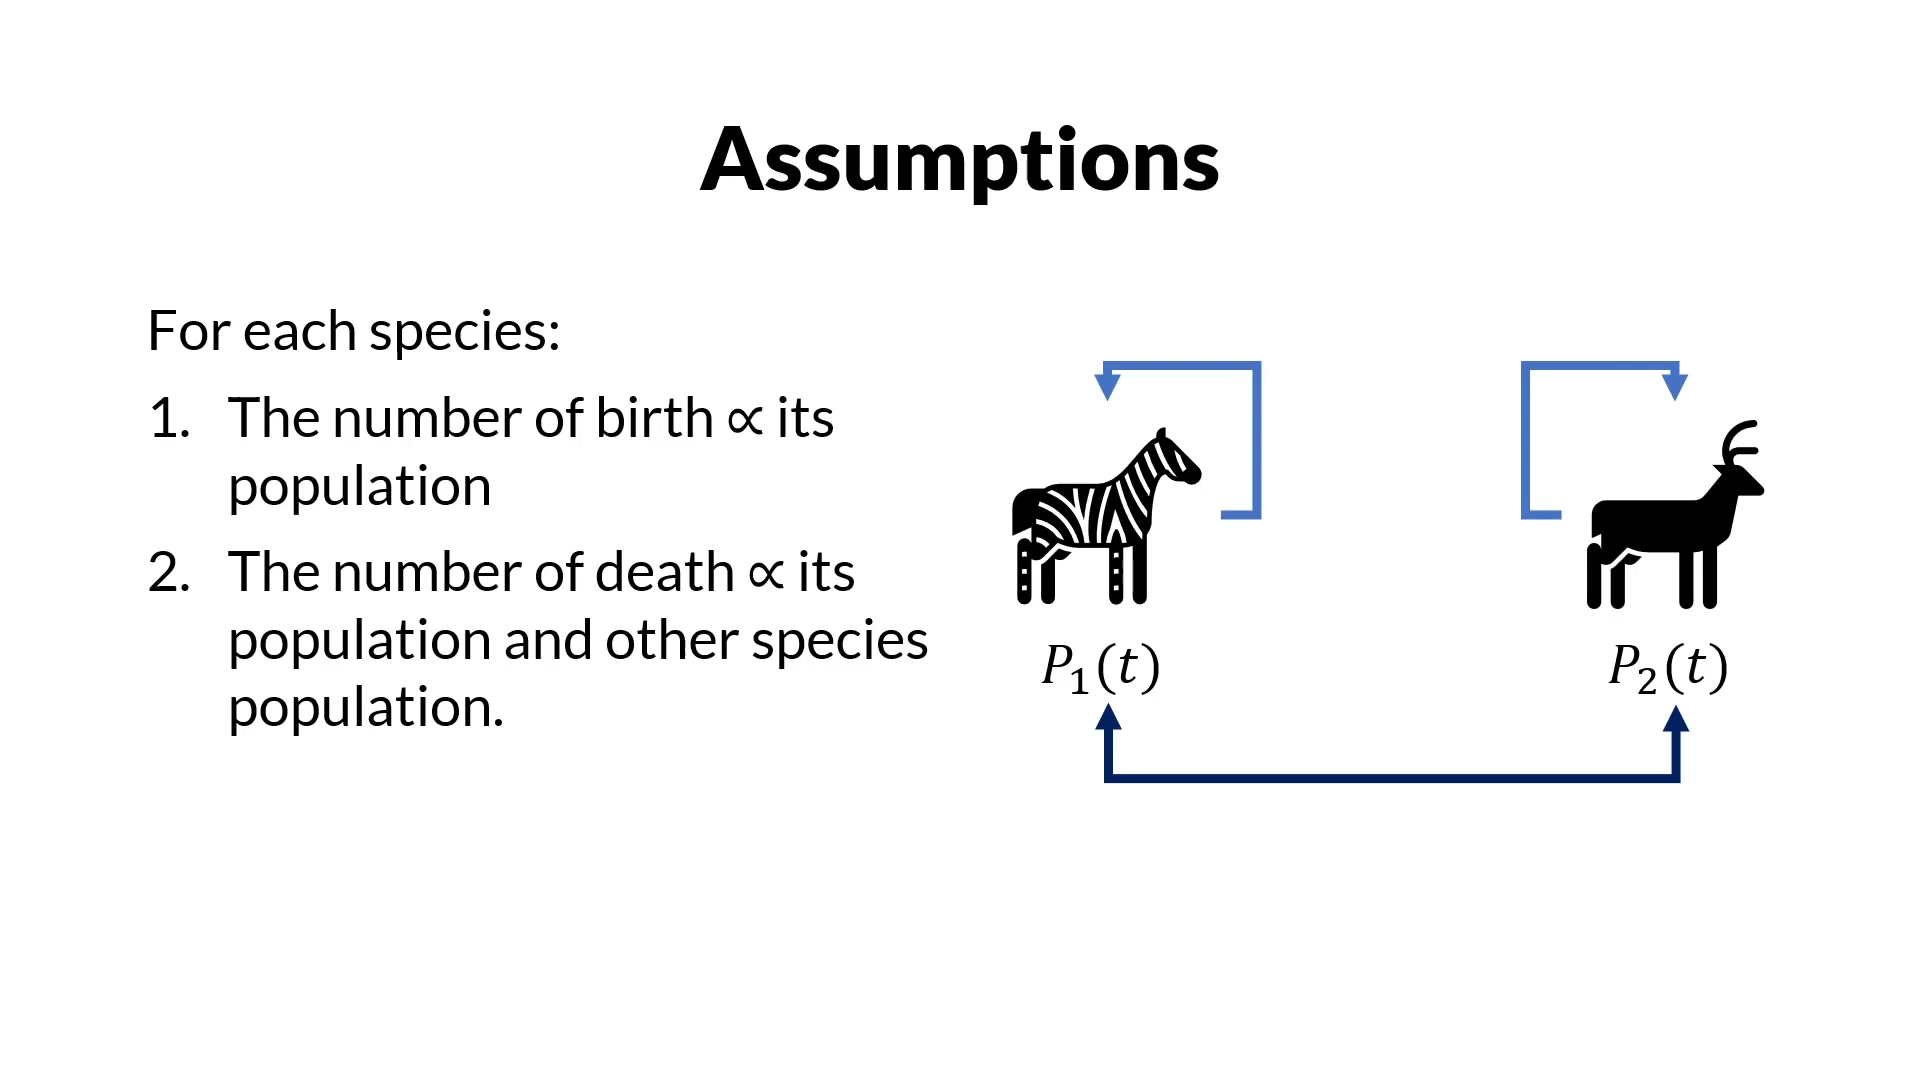 Assumptions
For each species:
1. The number of birth ∝ its
population
2. The number of death ∝ its
population and other species
population.
P₁(t)
P₂(t)